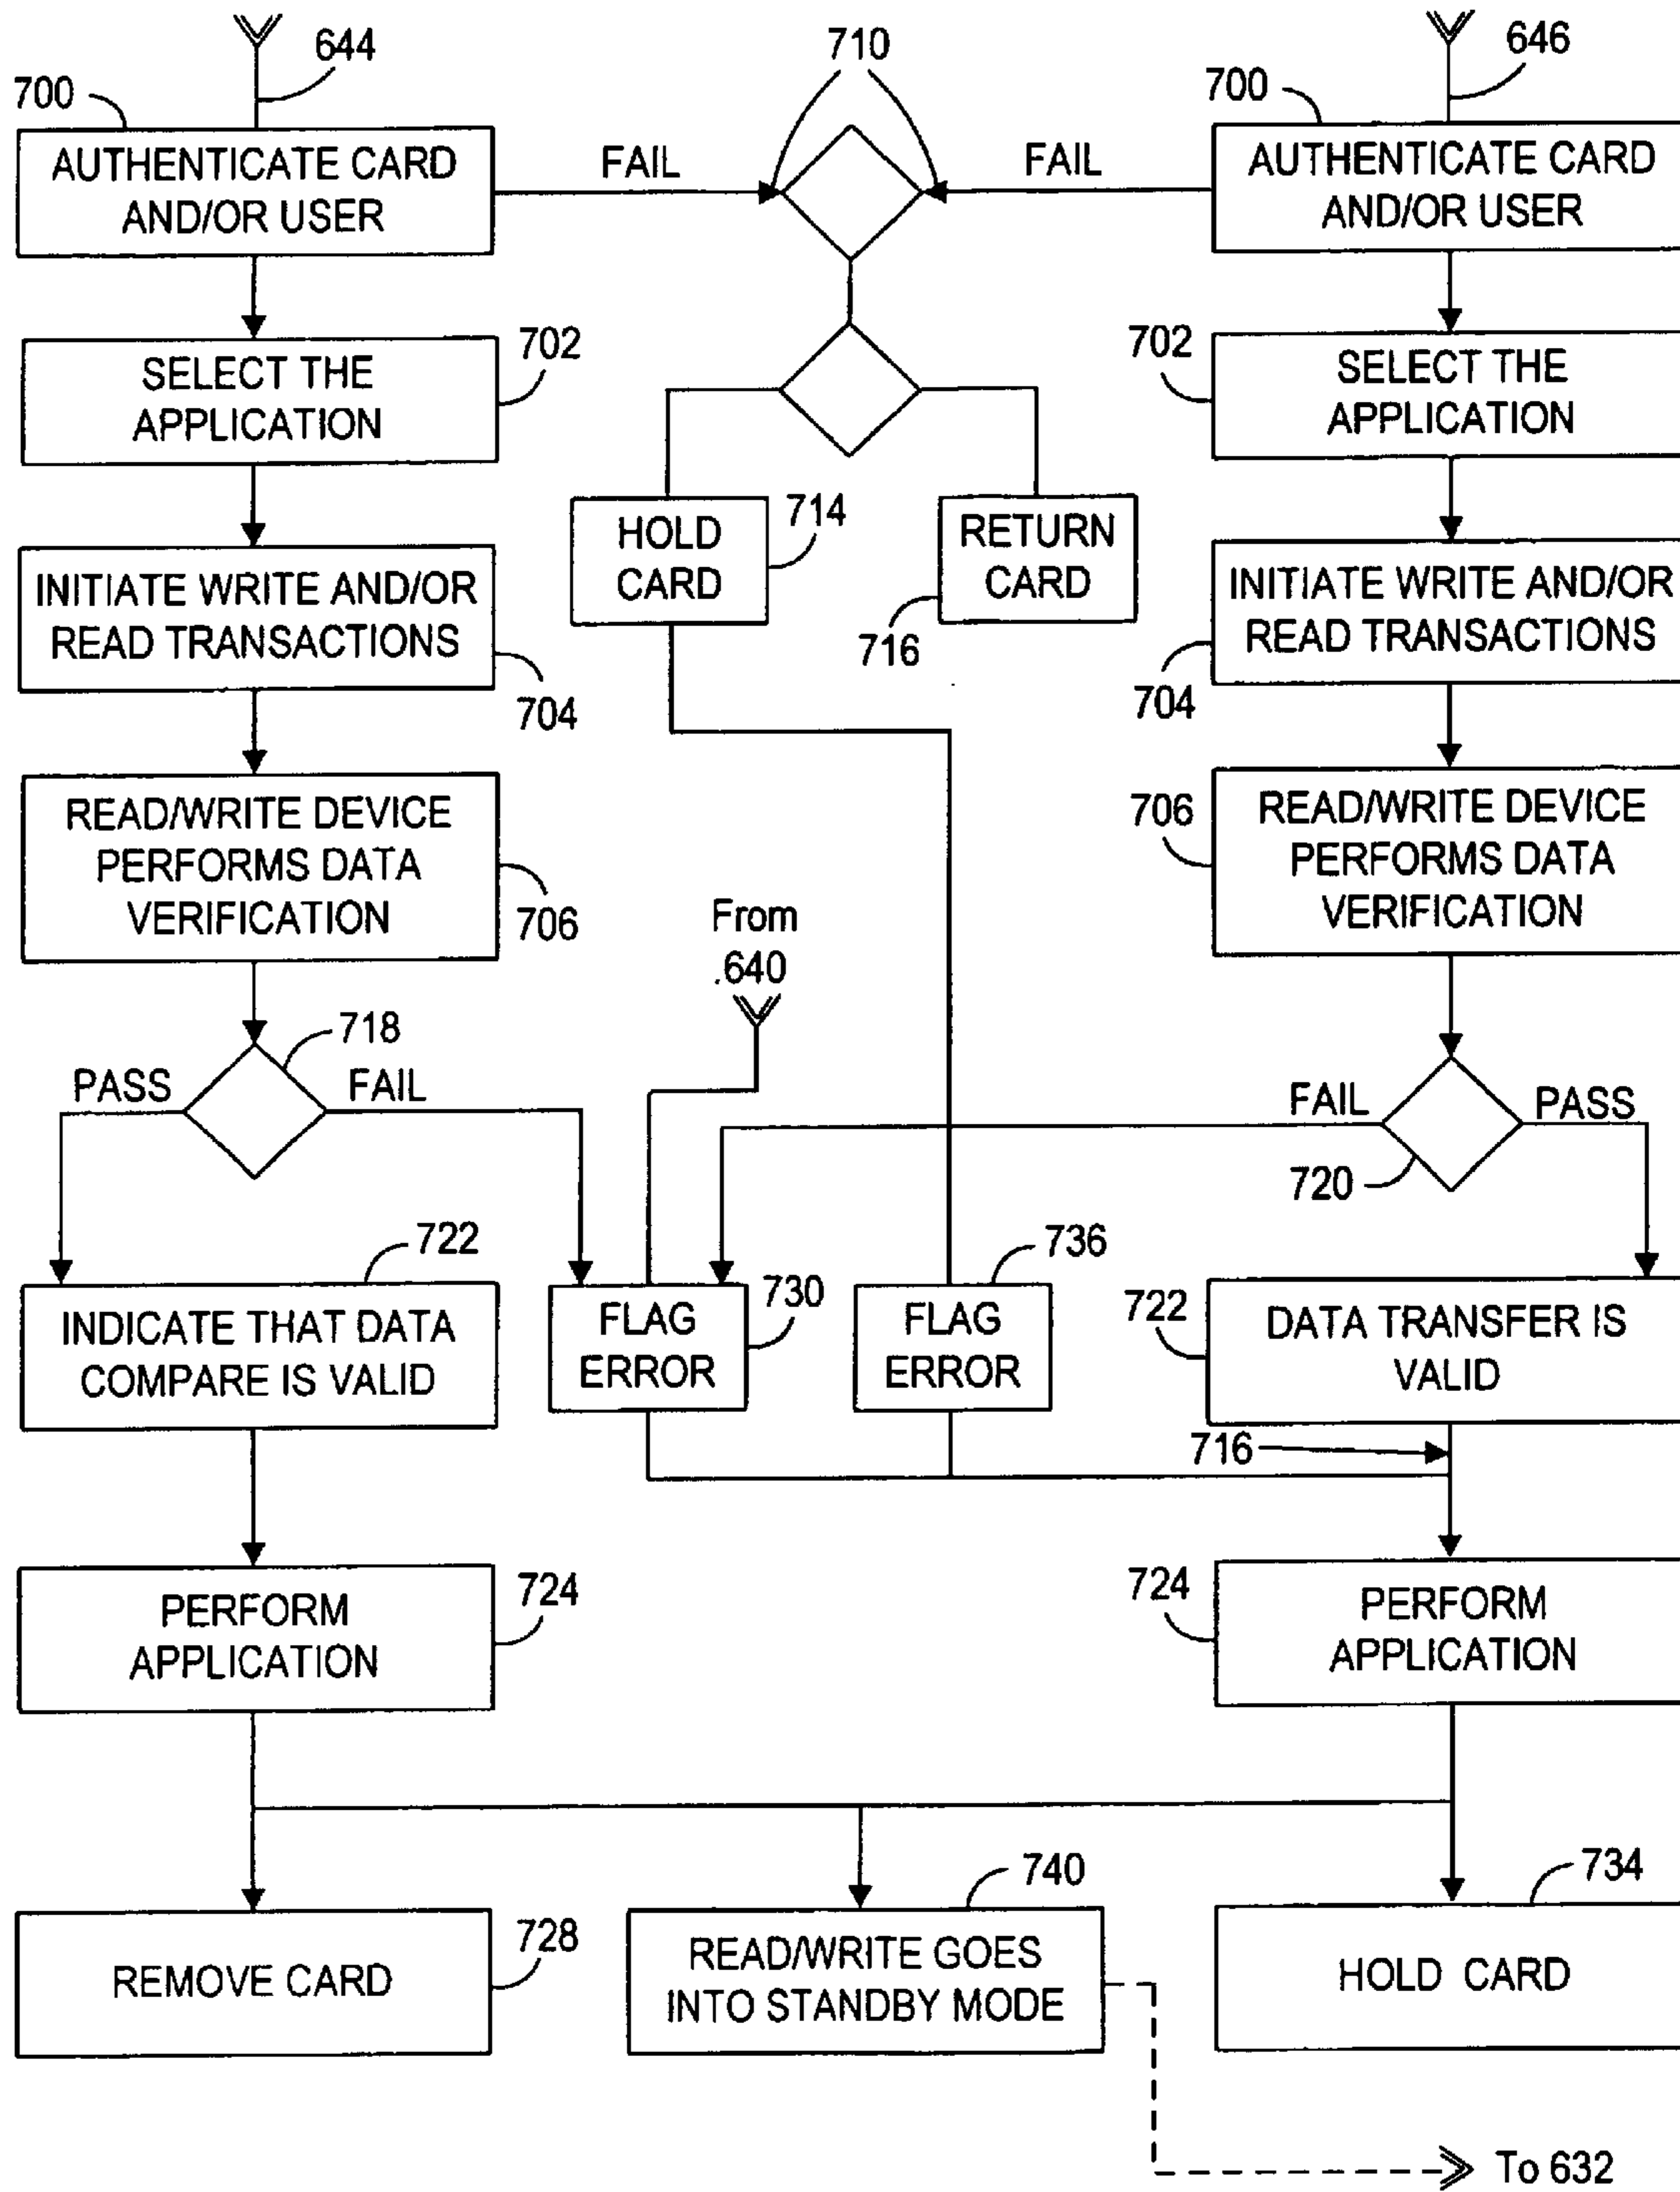 644
710
646
700
700
AUTHENTICATE CARD
AND/OR USER
FAIL
FAIL
AUTHENTICATE CARD
AND/OR USER
702
SELECT THE
APPLICATION
702
SELECT THE
APPLICATION
714
HOLD
CARD
RETURN
CARD
716
INITIATE WRITE AND/OR
READ TRANSACTIONS
704
INITIATE WRITE AND/OR
READ TRANSACTIONS
704
READ/WRITE DEVICE
PERFORMS DATA
VERIFICATION
706
706
READ/WRITE DEVICE
PERFORMS DATA
VERIFICATION
From
.640
718
PASS
FAIL
FAIL
PASS
720
722
INDICATE THAT DATA
COMPARE IS VALID
730
FLAG
ERROR
736
FLAG
ERROR
722
DATA TRANSFER IS
VALID
716
PERFORM
APPLICATION
724
724
PERFORM
APPLICATION
REMOVE CARD
728
740
READ/WRITE GOES
INTO STANDBY MODE
734
HOLD CARD
To 632